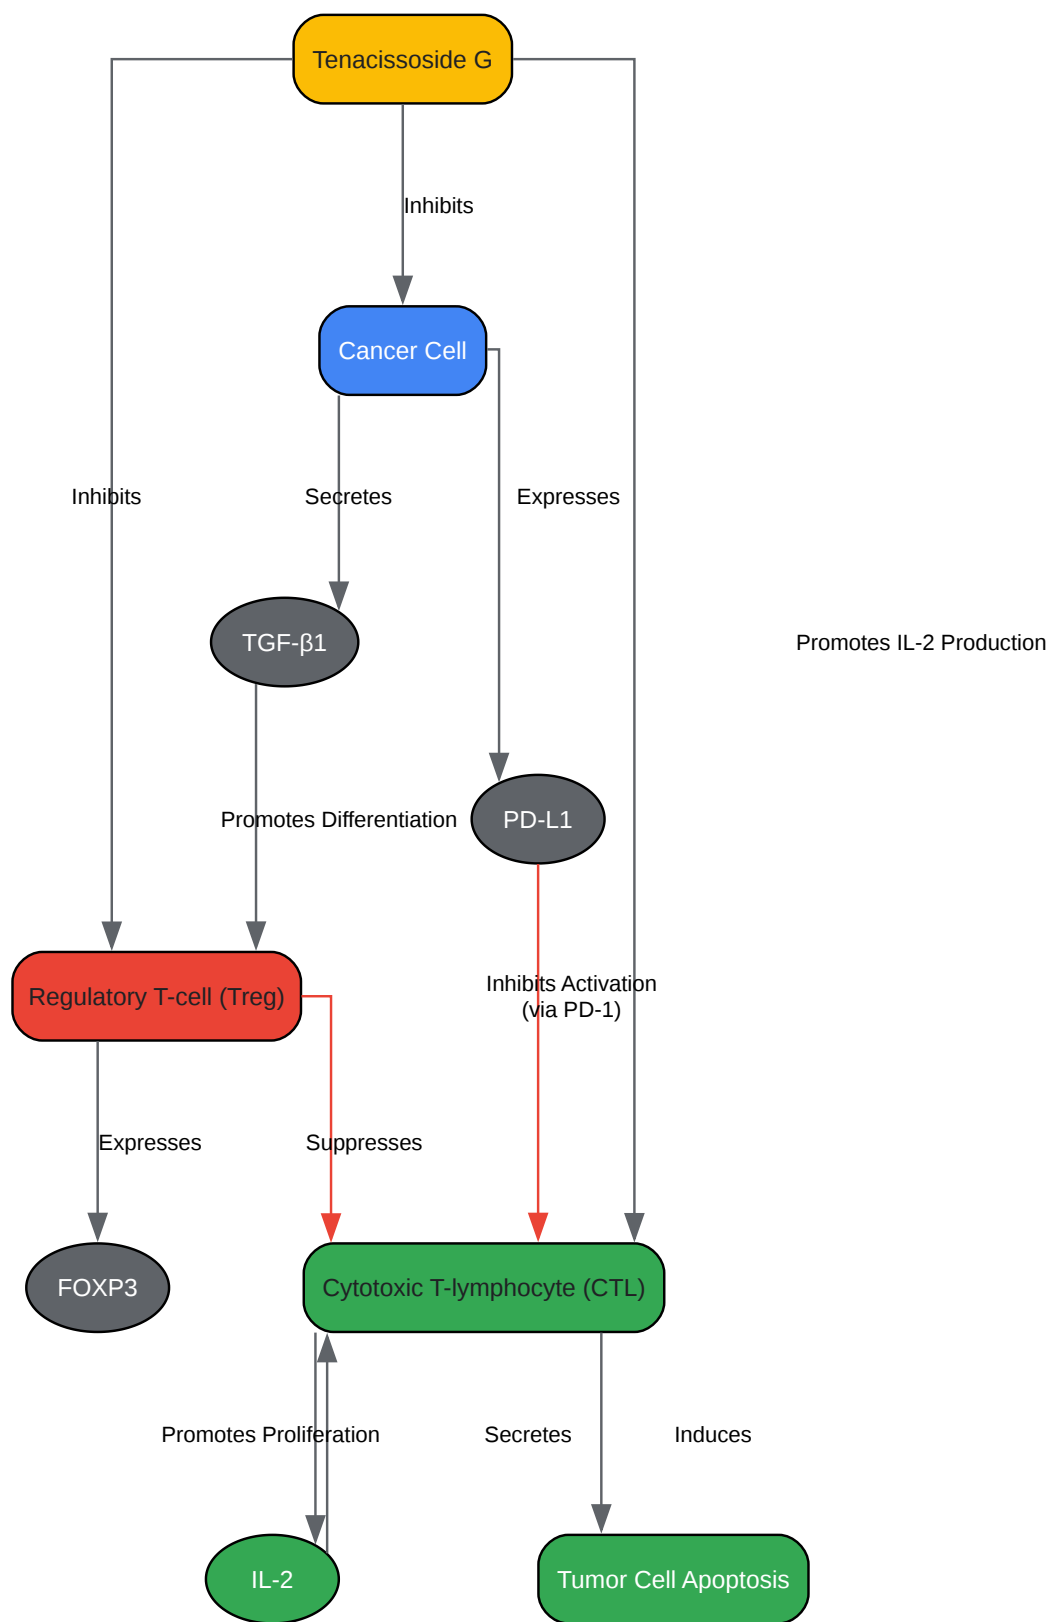 Tenacissoside G
Inhibits
Cancer Cell
Inhibits
Secretes
Expresses
TGF-β1
Promotes IL-2 Production
Promotes Differentiation
PD-L1
Regulatory T-cell (Treg)
Inhibits Activation
(via PD-1)
Expresses
Suppresses
FOXP3
Cytotoxic T-lymphocyte (CTL)
Promotes Proliferation
Secretes
Induces
IL-2
Tumor Cell Apoptosis